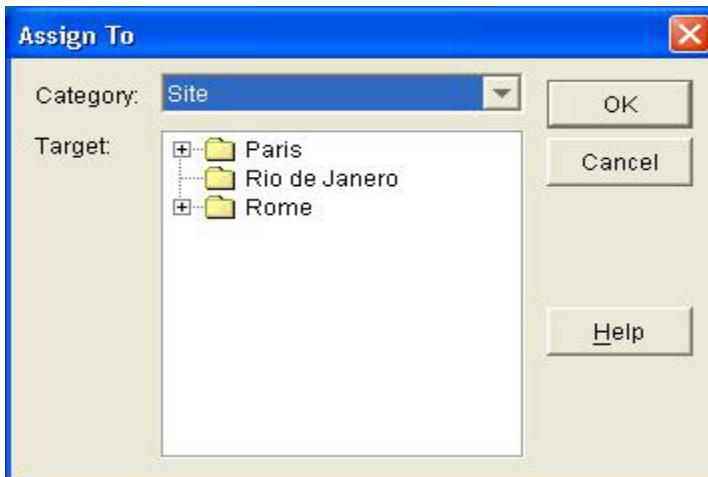 Assign To
Category: Site
OK
Target:
Paris
Cancel
Rio de Janero
Rome
Help